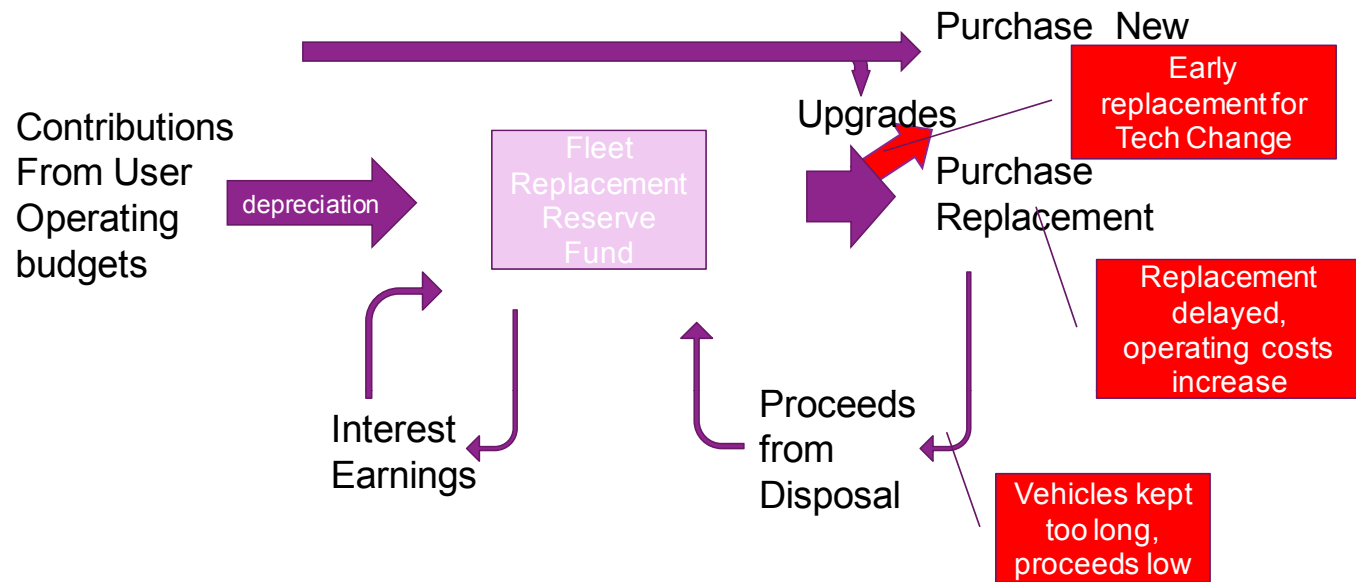 Purchase New
Early
replacement for
Tech Change
Upgrades
Contributions
From User
Operating
budgets
depreciation
Fleet
Replacement
Reserve
Fund
Purchase
Replacement
Replacement
delayed,
operating costs
increase
Interest
Earnings
Proceeds
from
Disposal
Vehicles kept
too long,
proceeds low